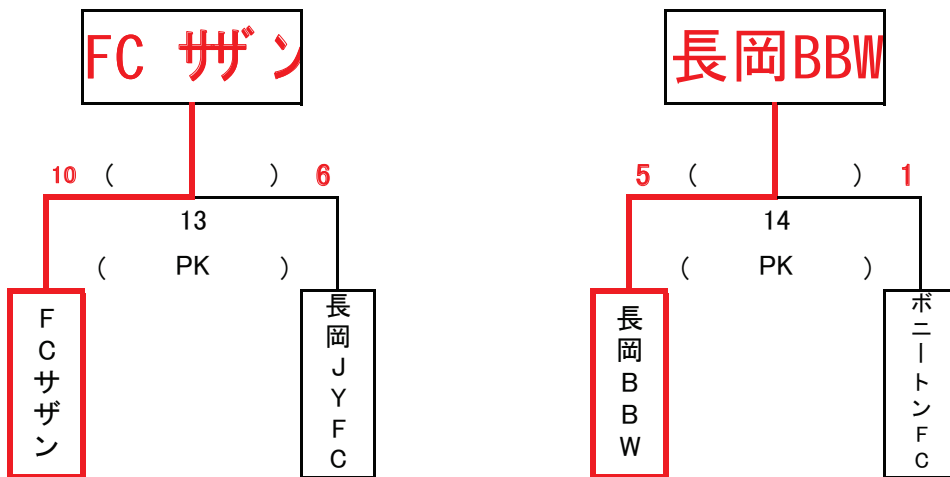 FC サザン
長岡BBW
10 ( ) 6
5 ( ) 1
13
14
( PK )
( PK )
FCサザン
長岡JYFC
長岡BBW
ボニートンFC